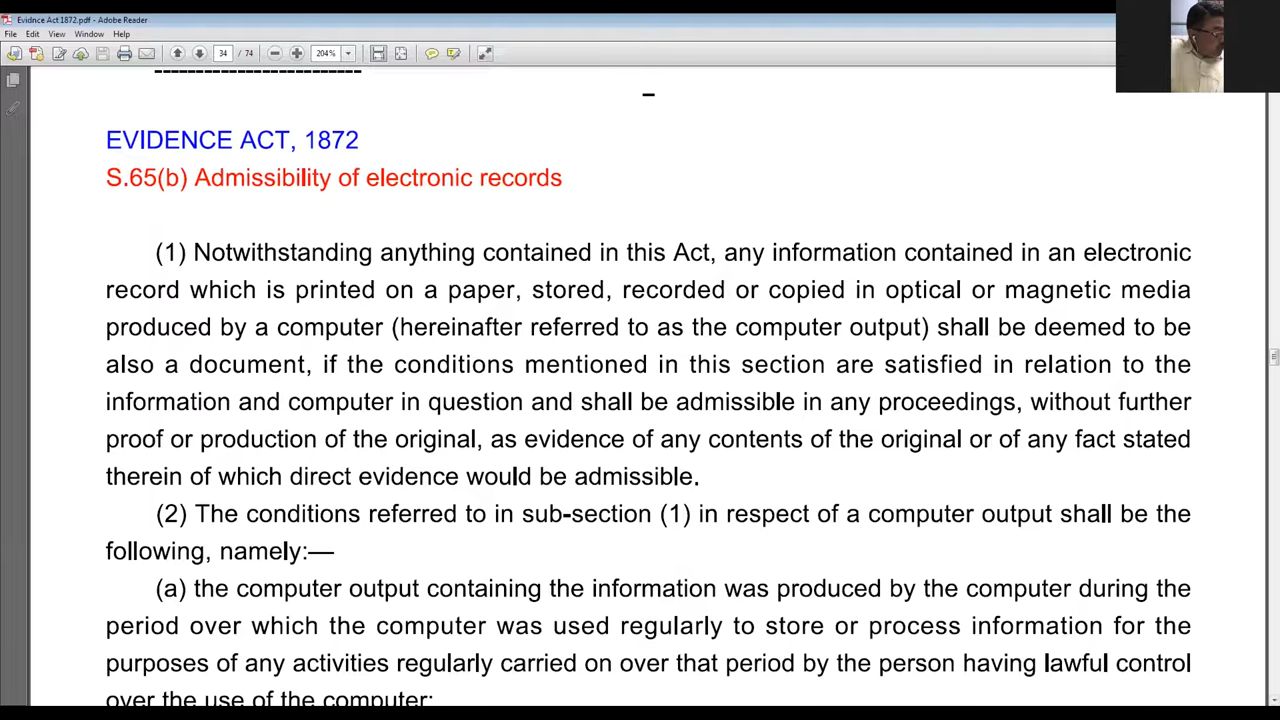 Evidnce Act 1872.pdf - Adobe Reader
File Edit View Window Help
34 / 74 204%
EVIDENCE ACT, 1872
S.65(b) Admissibility of electronic records
(1) Notwithstanding anything contained in this Act, any information contained in an electronic
record which is printed on a paper, stored, recorded or copied in optical or magnetic media
produced by a computer (hereinafter referred to as the computer output) shall be deemed to be
also a document, if the conditions mentioned in this section are satisfied in relation to the
information and computer in question and shall be admissible in any proceedings, without further
proof or production of the original, as evidence of any contents of the original or of any fact stated
therein of which direct evidence would be admissible.
(2) The conditions referred to in sub-section (1) in respect of a computer output shall be the
following, namely:—
(a) the computer output containing the information was produced by the computer during the
period over which the computer was used regularly to store or process information for the
purposes of any activities regularly carried on over that period by the person having lawful control
over the use of the computer;